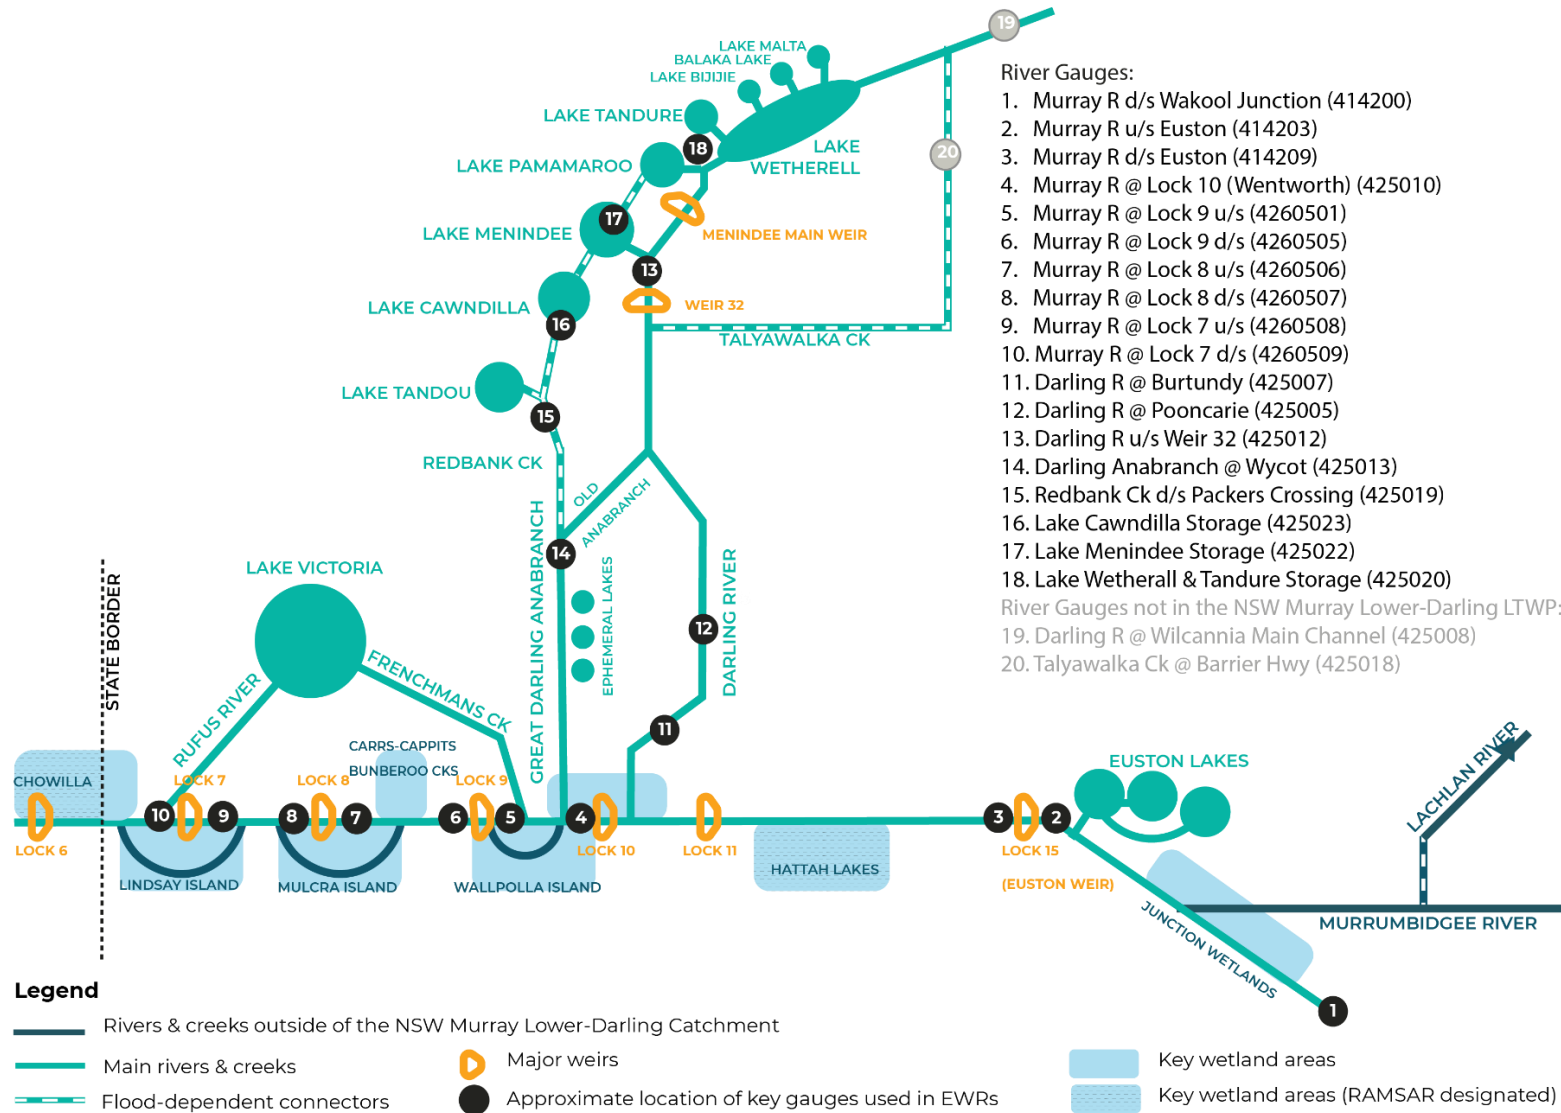 19
LAKE MALTA
BALAKA LAKE
LAKE BIJIJIE
LAKE TANDURE
18
LAKE
WETHERELL
20
LAKE PAMAMAROO
17
LAKE MENINDEE
MENINDEE MAIN WEIR
13
LAKE CAWNDILLA
WEIR 32
16
TALYAWALKA CK
LAKE TANDOU
15
REDBANK CK
OLD
ANABRANCH
14
GREAT DARLING ANABRANCH
EPHEMERAL LAKES
DARLING RIVER
12
11
River Gauges:
1. Murray R d/s Wakool Junction (414200)
2. Murray R u/s Euston (414203)
3. Murray R d/s Euston (414209)
4. Murray R @ Lock 10 (Wentworth) (425010)
5. Murray R @ Lock 9 u/s (4260501)
6. Murray R @ Lock 9 d/s (4260505)
7. Murray R @ Lock 8 u/s (4260506)
8. Murray R @ Lock 8 d/s (4260507)
9. Murray R @ Lock 7 u/s (4260508)
10. Murray R @ Lock 7 d/s (4260509)
11. Darling R @ Burtundy (425007)
12. Darling R @ Pooncarie (425005)
13. Darling R u/s Weir 32 (425012)
14. Darling Anabranch @ Wycot (425013)
15. Redbank Ck d/s Packers Crossing (425019)
16. Lake Cawndilla Storage (425023)
17. Lake Menindee Storage (425022)
18. Lake Wetherall & Tandure Storage (425020)
River Gauges not in the NSW Murray Lower-Darling LTWP:
19. Darling R @ Wilcannia Main Channel (425008)
20. Talyawalka Ck @ Barrier Hwy (425018)
STATE BORDER
LAKE VICTORIA
RUFUS RIVER
FRENCHMANS CK
CARRS-CAPPITS
BUNBEROO CKS
CHOWILLA
LOCK 7
LOCK 8
LOCK 9
10
9
8
7
6
5
4
3
2
LOCK 6
LOCK 10
LOCK 11
LOCK 15
(EUSTON WEIR)
LINDSAY ISLAND
MULCRA ISLAND
WALLPOLLA ISLAND
HATTAH LAKES
EUSTON LAKES
LACHLAN RIVER
MURRUMBIDGEE RIVER
JUNCTION WETLANDS
1
Legend
Rivers & creeks outside of the NSW Murray Lower-Darling Catchment
Main rivers & creeks
Flood-dependent connectors
Major weirs
Approximate location of key gauges used in EWRs
Key wetland areas
Key wetland areas (RAMSAR designated)